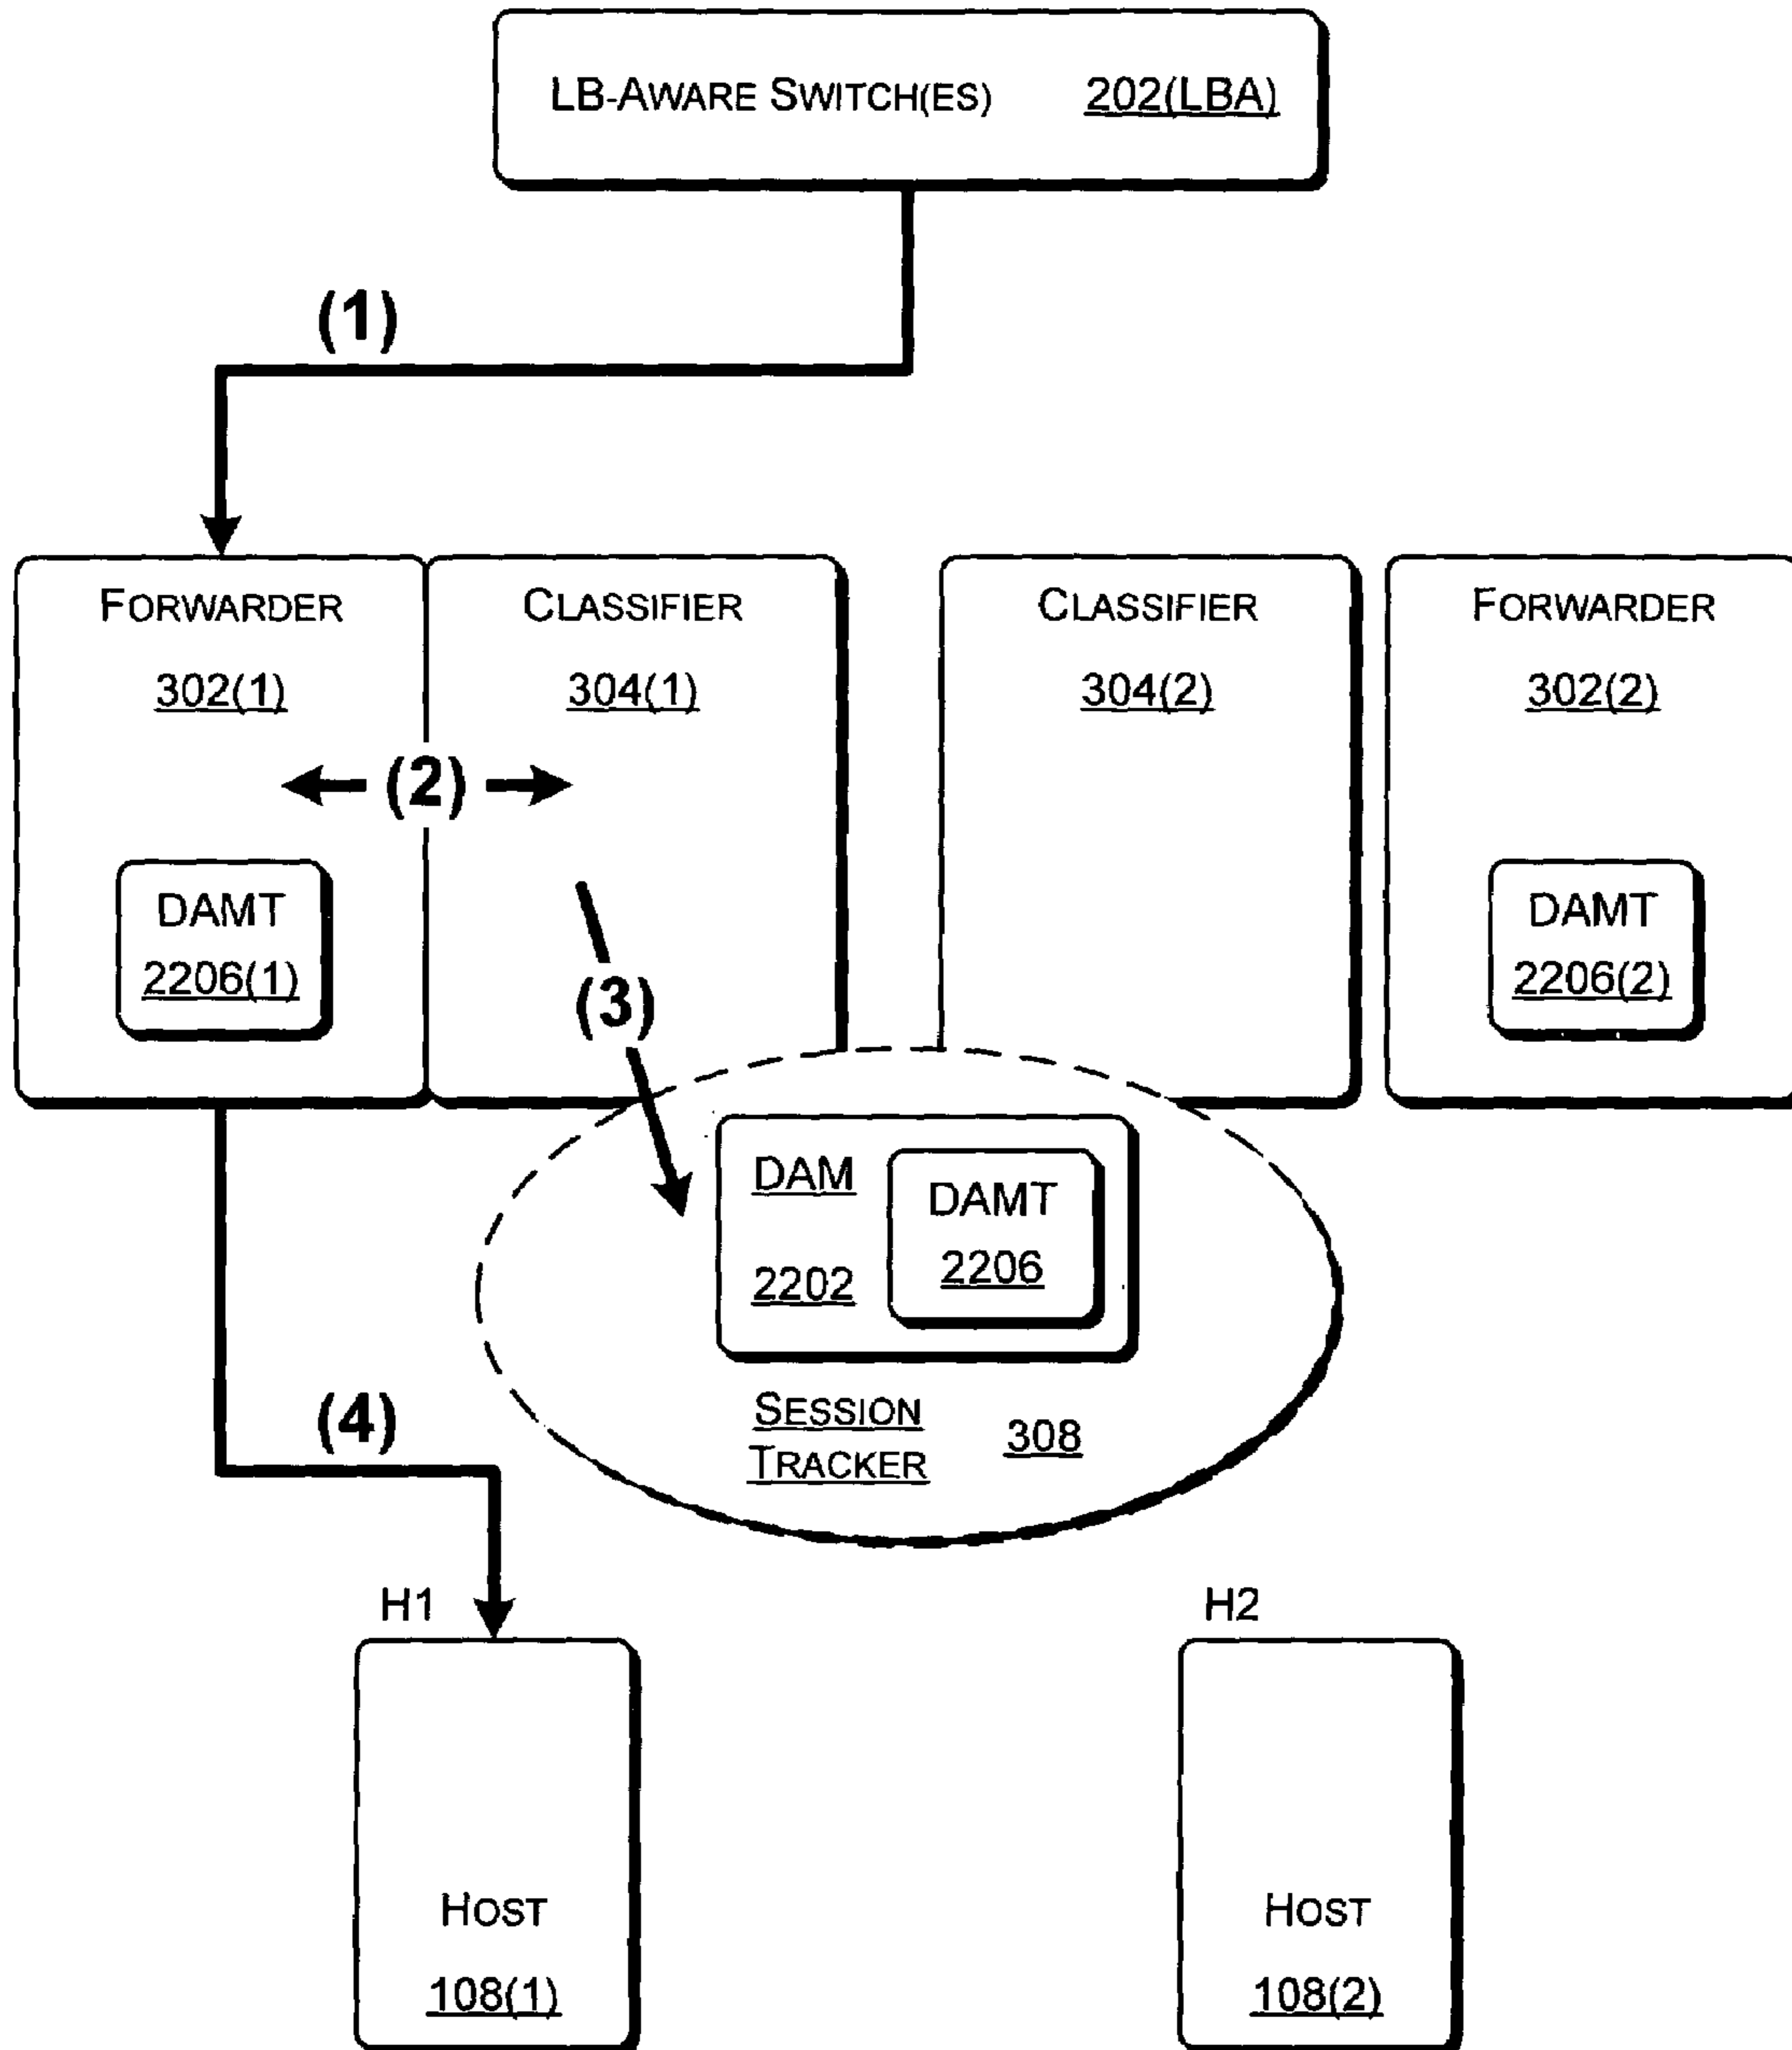 LB-AWARE SWITCH(ES) 202(LBA)
(1)
FORWARDER
302(1)
CLASSIFIER
304(1)
CLASSIFIER
304(2)
FORWARDER
302(2)
(2)
DAMT
2206(1)
DAMT
2206(2)
(3)
DAM
2202
DAMT
2206
SESSION
TRACKER
308
(4)
H1
H2
HOST
108(1)
HOST
108(2)